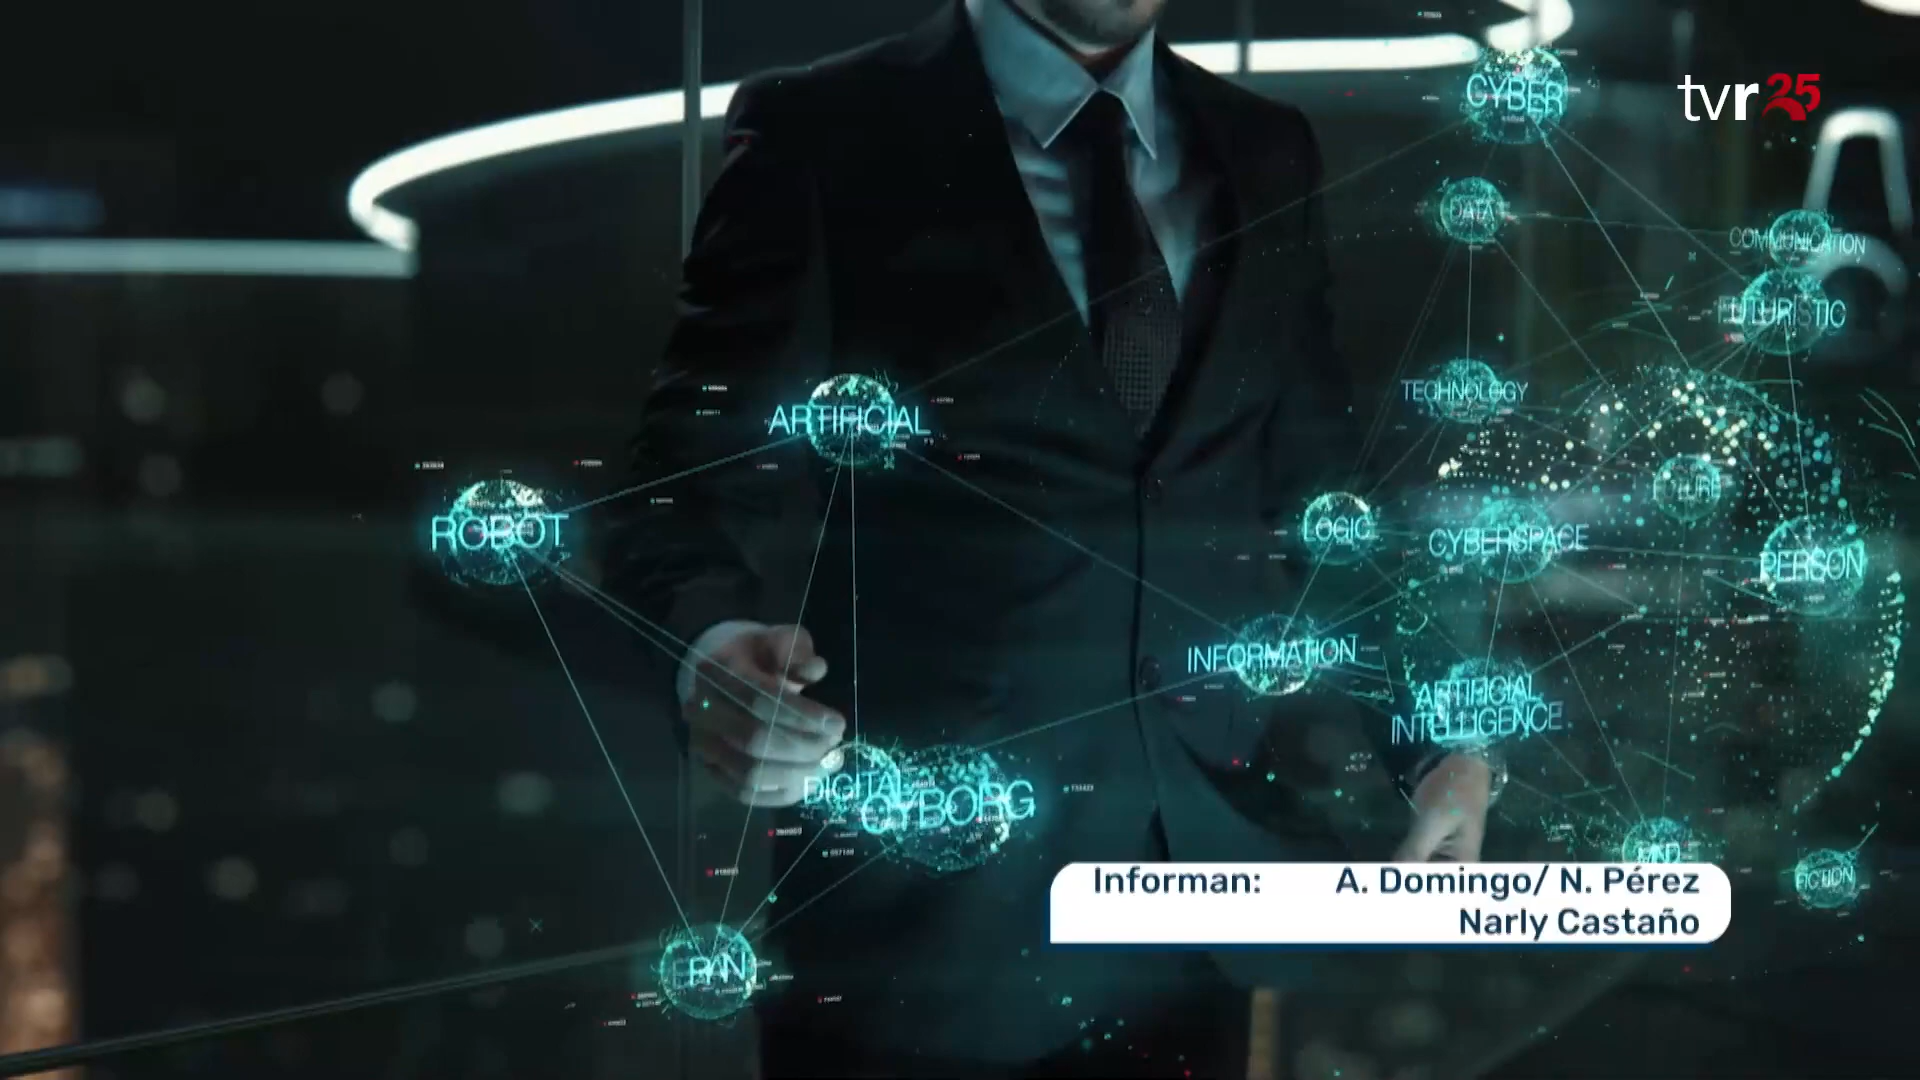 CYBER
tvr25
DATA
COMMUNICATION
FUTURISTIC
TECHNOLOGY
ARTIFICIAL
FUTURE
ROBOT
LOGIC
CYBERSPACE
PERSON
INFORMATION
ARTIFICIAL
INTELLIGENCE
DIGITAL
CYBORG
FICTION
Informan: A. Domingo/ N. Pérez
Narly Castaño